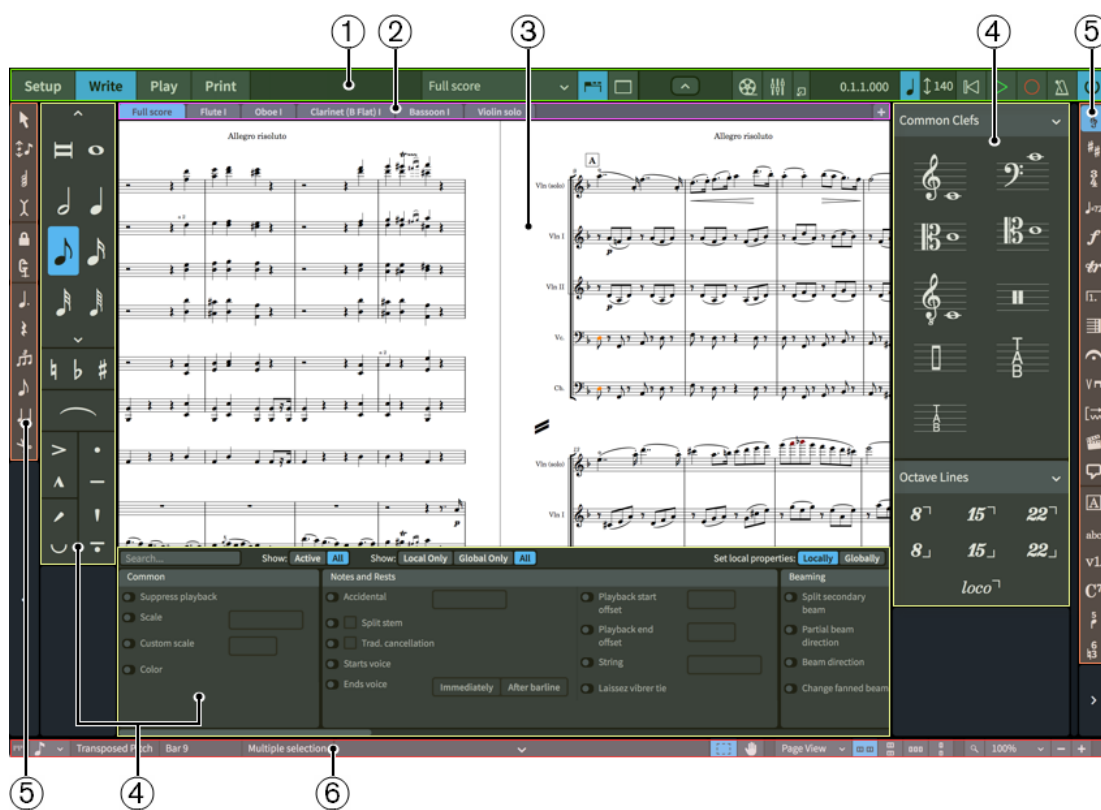 1 2 3 4 5
Setup Write Play Print Full score 0.1.1.000 140
Full score Flute I Oboe I Clarinet (B Flat) I Bassoon I Violin solo +
Allegro risoluto Allegro risoluto
A
Vln (solo)
Vln I
p
Vln II
p
Vc.
Cb.
Vln (solo)
Vln I
p
a 2
a 2
Common Clefs
T
A
B
T
A
B
Octave Lines
8 15 22
8 15 22
loco
f
tr
1.
A
abc
Search... Show: Active All Show: Local Only Global Only All Set local properties: Locally Globally
Common Notes and Rests Beaming
Suppress playback Accidental Playback start offset Split secondary beam
Scale Split stem
Custom scale Trad. cancellation Playback end offset Partial beam direction
Color Starts voice String Beam direction
Ends voice Immediately After barline Laissez vibrer tie Change fanned beam
Transposed Pitch Bar 9 Multiple selection Page View 100% - +
5 4 6